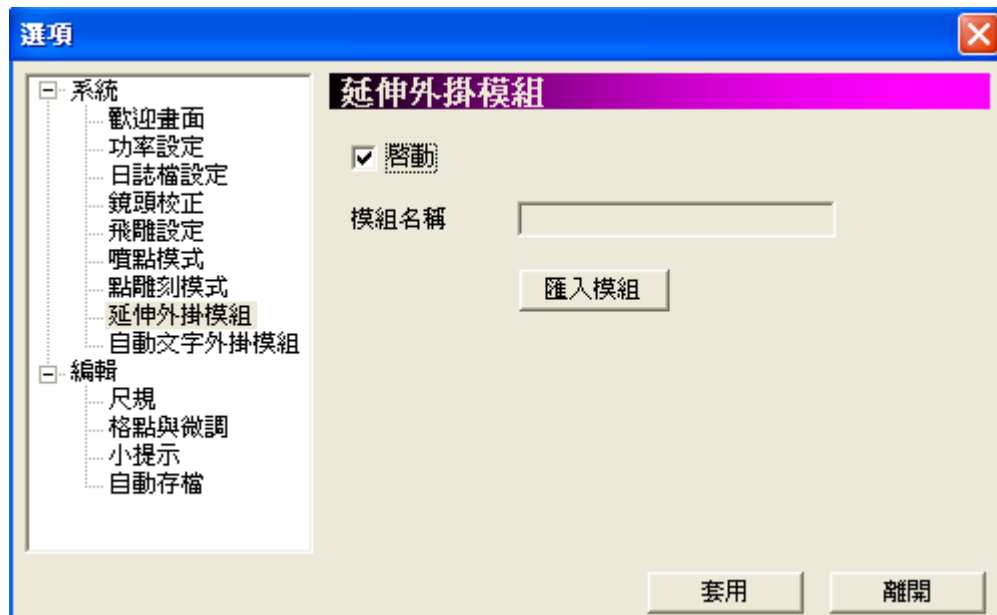 選項
系統
歡迎畫面
功率設定
日誌檔設定
鏡頭校正
飛雕設定
噴點模式
點雕刻模式
延伸外掛模組
自動文字外掛模組
編輯
尺規
格點與微調
小提示
自動存檔
延伸外掛模組
啓動
模組名稱
匯入模組
套用
離開